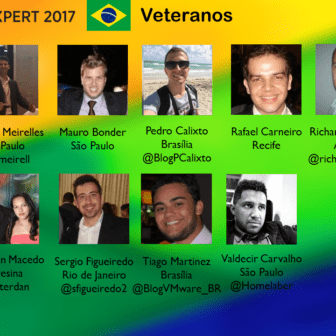 XPERT 2017 Veteranos
Meirelles
Paulo
meirell
Mauro Bonder
São Paulo
Pedro Calixto
Brasília
@BlogPCalixto
Rafael Carneiro
Recife
Richar
A
@rich
n Macedo
esina
terdan
Sergio Figueiredo
Rio de Janeiro
@sfigueiredo2
Tiago Martinez
Brasília
@BlogVMware_BR
Valdecir Carvalho
São Paulo
@Homelaber